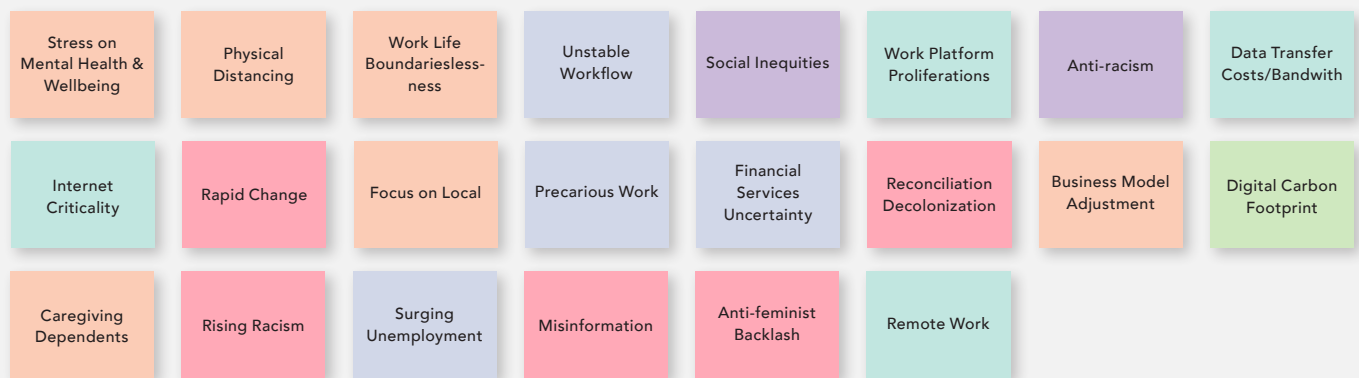 Stress on
Mental Health &
Wellbeing
Physical
Distancing
Work Life
Boundariesless-
ness
Unstable
Workflow
Social Inequities
Work Platform
Proliferations
Anti-racism
Data Transfer
Costs/Bandwith
Internet
Criticality
Rapid Change
Focus on Local
Precarious Work
Financial
Services
Uncertainty
Reconciliation
Decolonization
Business Model
Adjustment
Digital Carbon
Footprint
Caregiving
Dependents
Rising Racism
Surging
Unemployment
Misinformation
Anti-feminist
Backlash
Remote Work